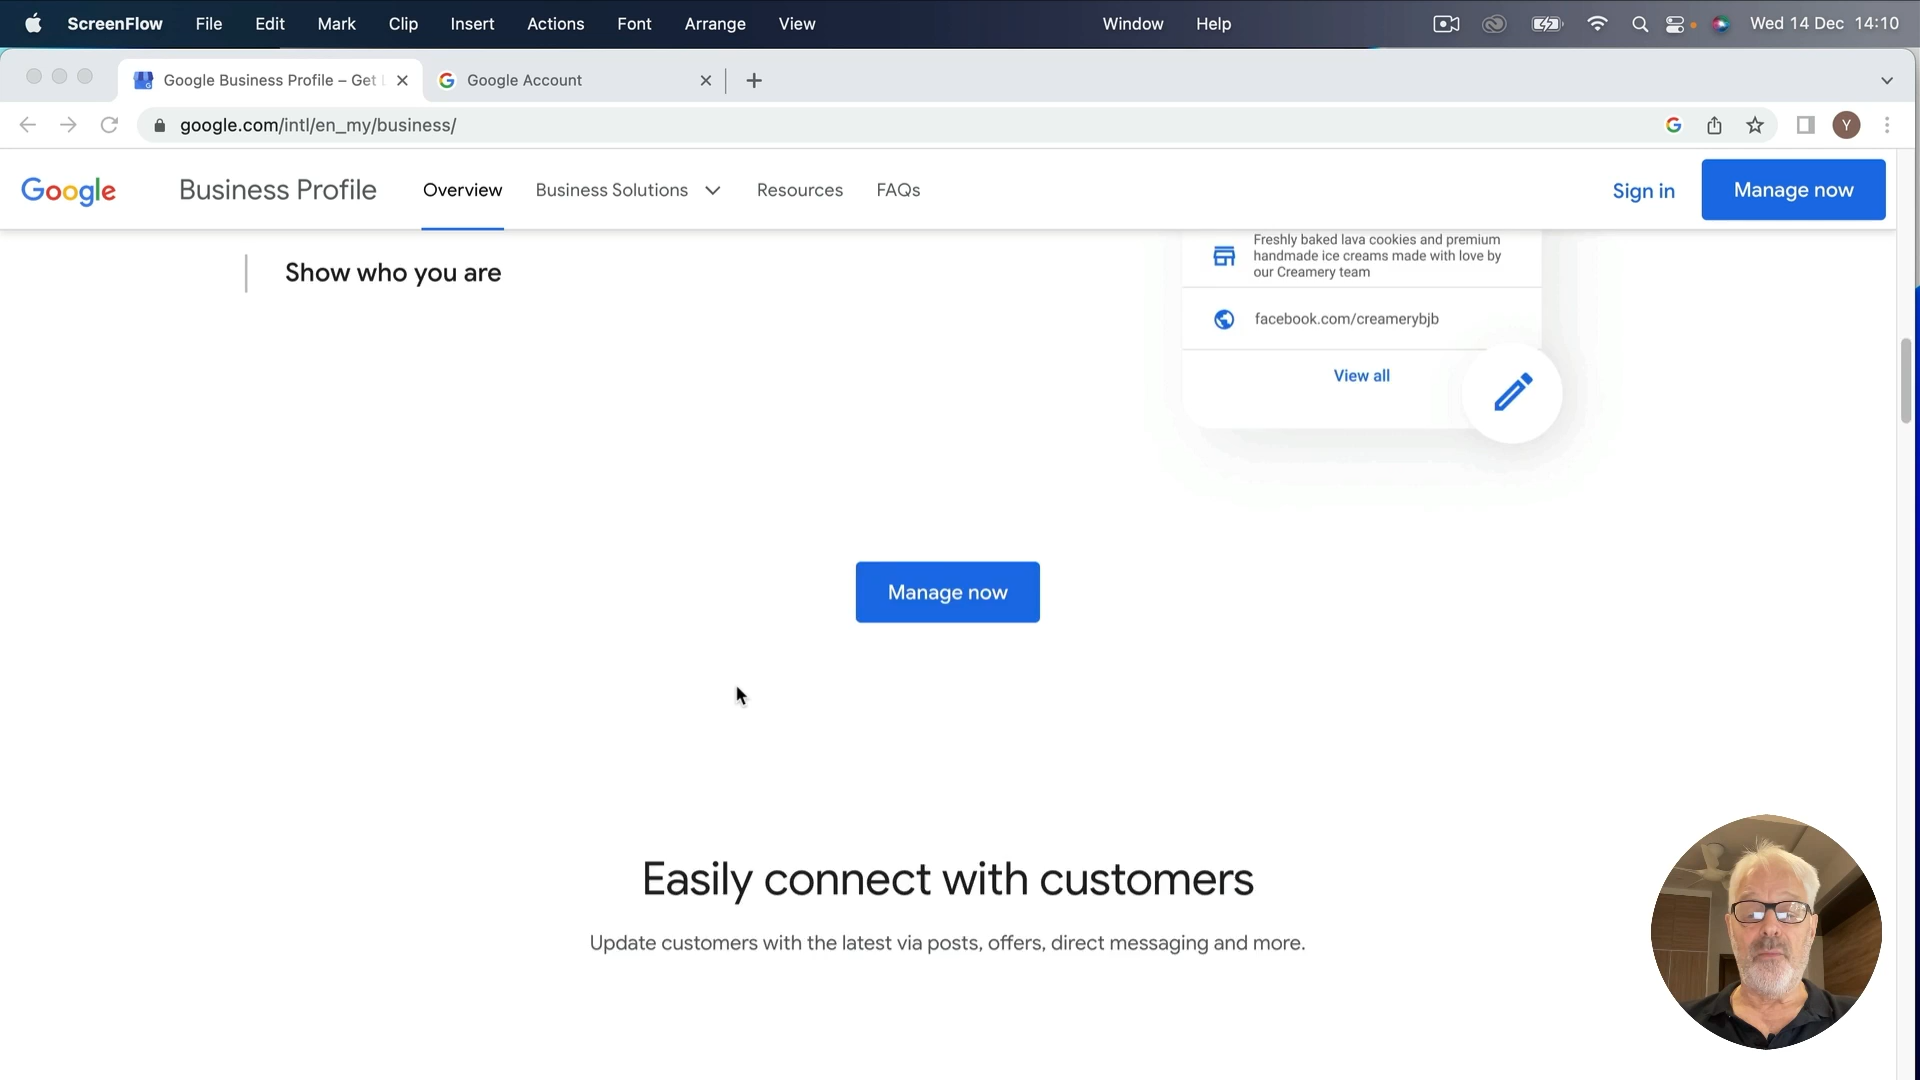 ScreenFlow File Edit Mark Clip Insert Actions Font Arrange View Window Help Wed 14 Dec 14:10
Google Business Profile – Get Google Account
google.com/intl/en_my/business/ Y
Google Business Profile Overview Business Solutions Resources FAQs Sign in Manage now
Show who you are
Freshly baked lava cookies and premium
handmade ice creams made with love by
our Creamery team
facebook.com/creamerybjb
View all
Manage now
Easily connect with customers
Update customers with the latest via posts, offers, direct messaging and more.